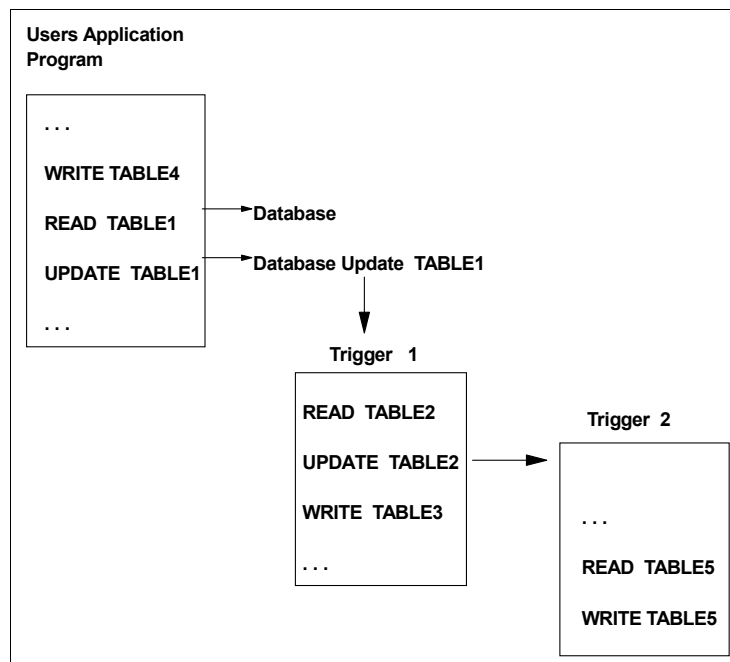 Users Application
Program
. . .
WRITE TABLE4
READ TABLE1
UPDATE TABLE1
. . .
Database
Database Update TABLE1
Trigger 1
READ TABLE2
UPDATE TABLE2
WRITE TABLE3
. . .
Trigger 2
. . .
READ TABLE5
WRITE TABLE5